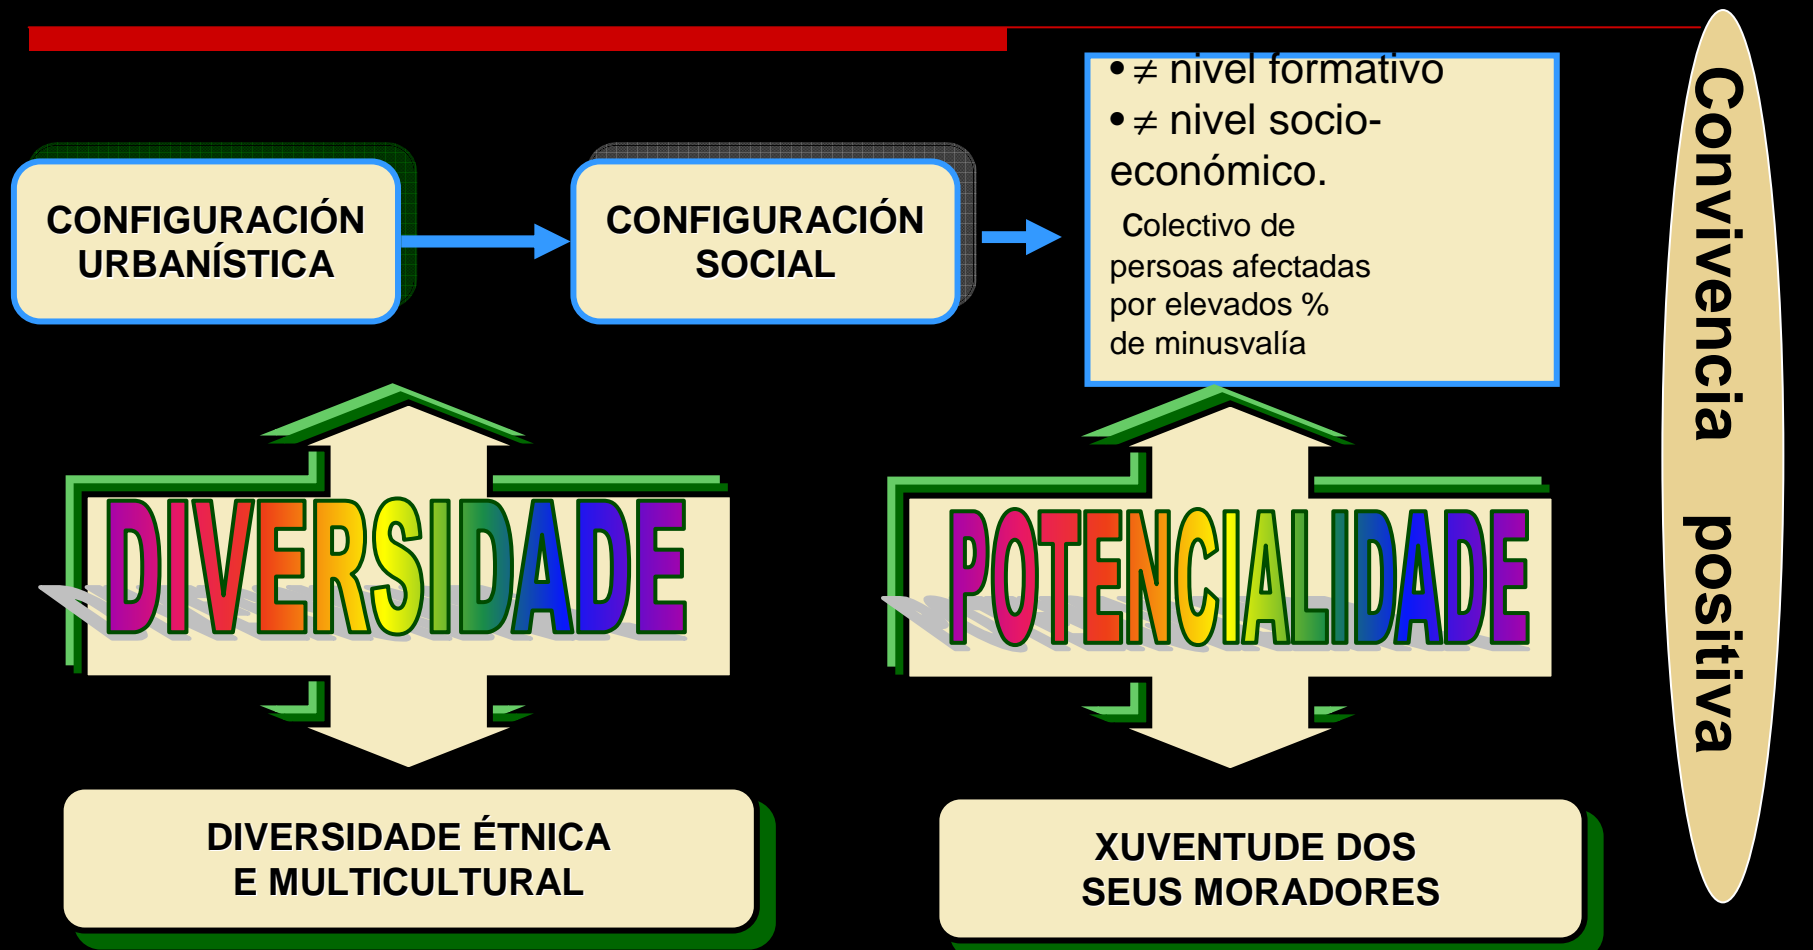 CONFIGURACIÓN
URBANÍSTICA
CONFIGURACIÓN
SOCIAL
• ≠ nivel formativo
• ≠ nivel socio-
económico.
Colectivo de
persoas afectadas
por elevados %
de minusvalía
DIVERSIDADE
POTENCIALIDADE
DIVERSIDADE ÉTNICA
E MULTICULTURAL
XUVENTUDE DOS
SEUS MORADORES
Convivencia positiva